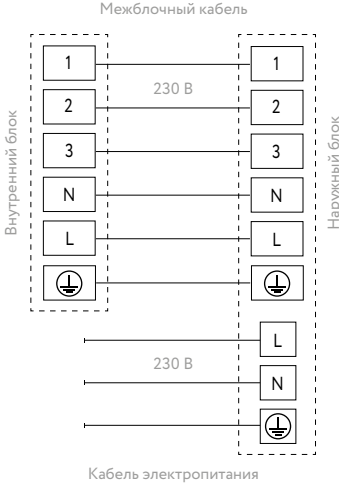 Межблочный кабель
1 1
230 В
2 2
Внутренний блок
3 3
Наружный блок
N N
L L
L
230 В
N
Кабель электропитания